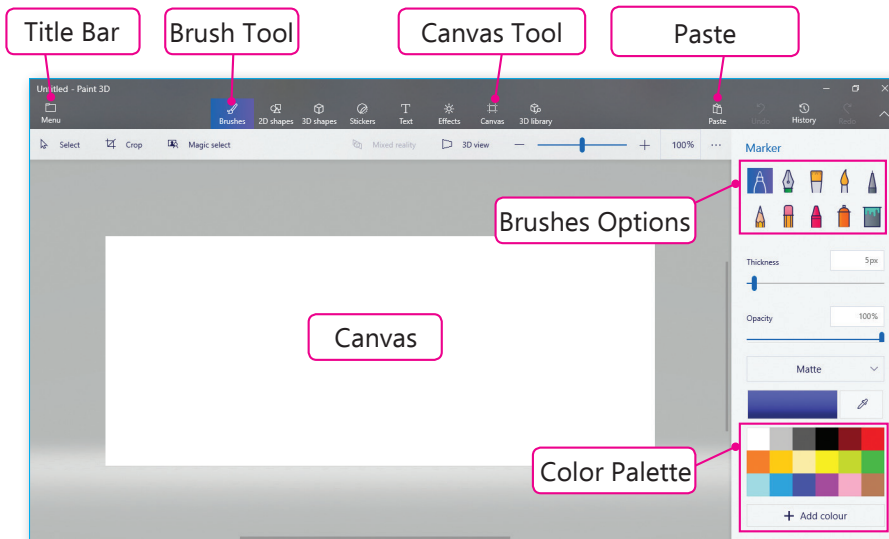 Title Bar
Brush Tool
Canvas Tool
Paste
Untitled - Paint 3D
Menu
Brushes
2D shapes
3D shapes
Stickers
Text
Effects
Canvas
3D library
Paste
Undo
History
Redo
Select
Crop
Magic select
Mixed reality
3D view
100%
Marker
Brushes Options
Thickness
5px
Opacity
100%
Canvas
Matte
Color Palette
Add colour